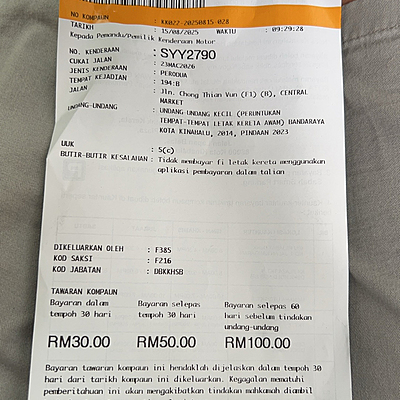 NO KOMPAUN : KK022-20250815-028
TARIKH : 15/08/2025 WAKTU : 09:29:28
Kepada Pemandu/Pemilik Kenderaan Motor
NO. KENDERAAN : SYY2790
CUKAI JALAN : 23MAC2026
JENIS KENDERAAN : PERODUA
TEMPAT KEJADIAN : 194:B
JALAN : Jln. Chong Thian Vun (F1) (B), CENTRAL
MARKET
UNDANG-UNDANG : UNDANG UNDANG KECIL (PERUNTUKAN
TEMPAT-TEMPAT LETAK KERETA AWAM) BANDARAYA
KOTA KINABALU, 2014, PINDAAN 2023
UUK : 5(c)
BUTIR-BUTIR KESALAHAN : Tidak membayar fi letak kereta menggunakan
aplikasi pembayaran dalam talian
DIKELUARKAN OLEH : F385
KOD SAKSI : F216
KOD JABATAN : DBKKHSB
TAWARAN KOMPAUN
Bayaran dalam Bayaran selepas Bayaran selepas 60
tempoh 30 hari tempoh 30 hari hari sebelum tindakan
undang-undang
RM30.00 RM50.00 RM100.00
Bayaran tawaran kompaun ini hendaklah dijelaskan dalam tempoh 30
hari dari tarikh kompaun ini dikeluarkan. Kegagalan mematuhi
pemberitahuan ini akan mengakibatkan tindakan mahkamah diambil